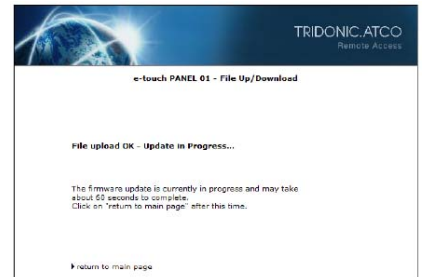 TRIDONIC.ATCO
Remote Access
e-touch PANEL 01 - File Up/Download
File upload OK - Update in Progress...
The firmware update is currently in progress and may take
about 60 seconds to complete.
Click on "return to main page" after this time.
return to main page